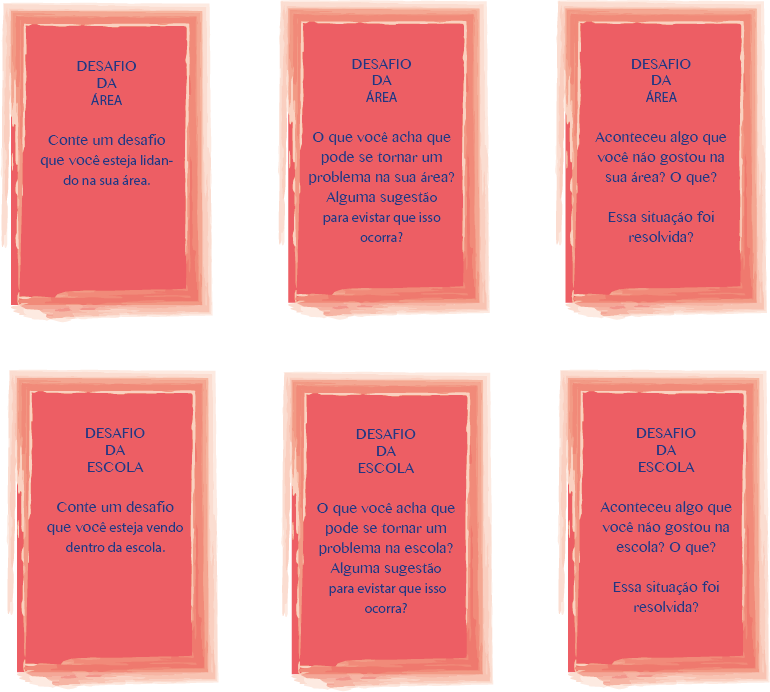 DESAFIO
DA
ÁREA
Conte um desafio
que você esteja lidan-
do na sua área.
DESAFIO
DA
ÁREA
O que você acha que
pode se tornar um
problema na sua área?
Alguma sugestão
para evistar que isso
ocorra?
DESAFIO
DA
ÁREA
Aconteceu algo que
você não gostou na
sua área? O que?
Essa situação foi
resolvida?
DESAFIO
DA
ESCOLA
Conte um desafio
que você esteja vendo
dentro da escola.
DESAFIO
DA
ESCOLA
O que você acha que
pode se tornar um
problema na escola?
Alguma sugestão
para evistar que isso
ocorra?
DESAFIO
DA
ESCOLA
Aconteceu algo que
você não gostou na
escola? O que?
Essa situação foi
resolvida?